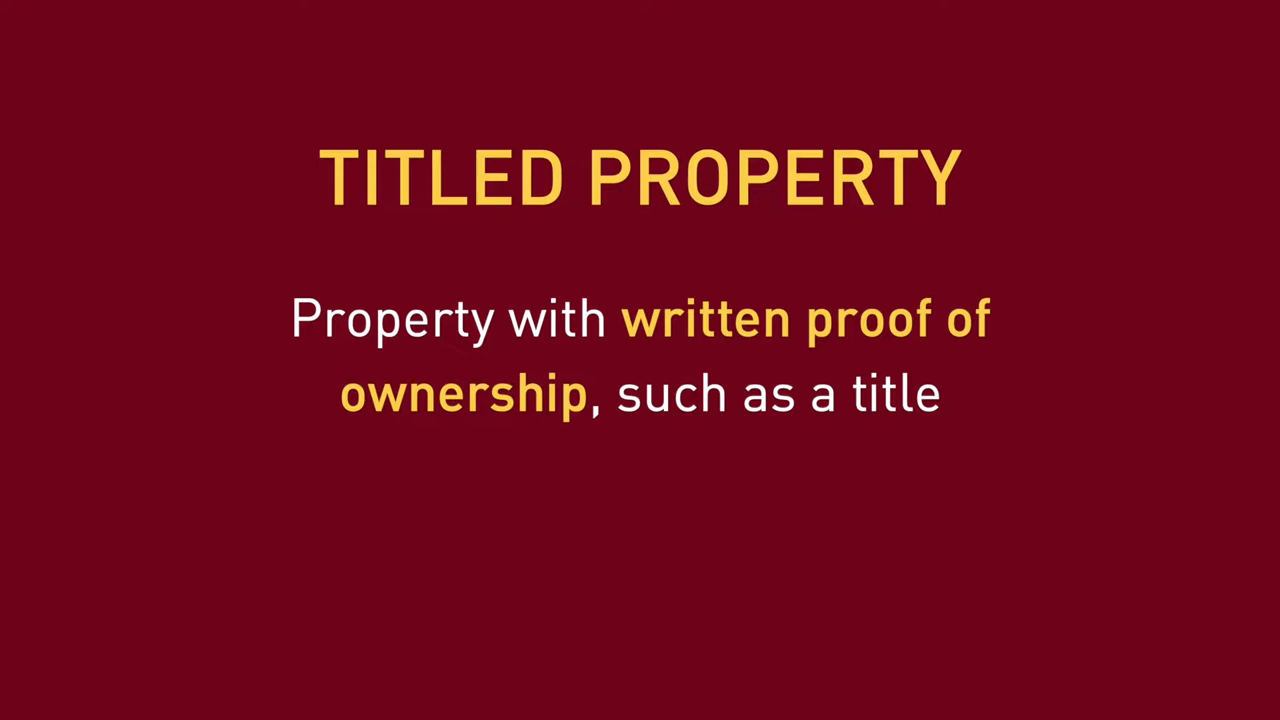 TITLED PROPERTY
Property with written proof of
ownership, such as a title